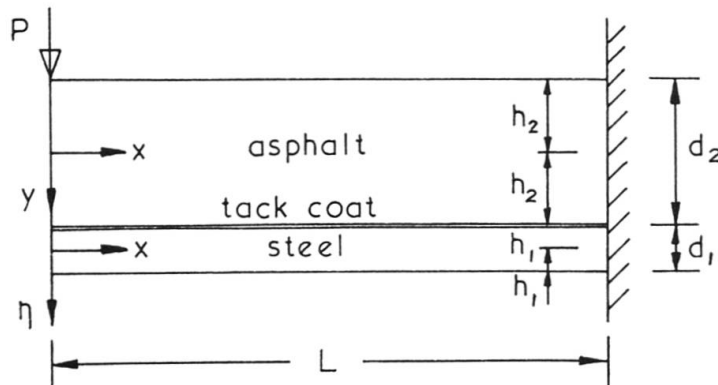 P
h₂
x
asphalt
d₂
h₂
y
tack coat
x
steel
h₁
d₁
h₁
η
L